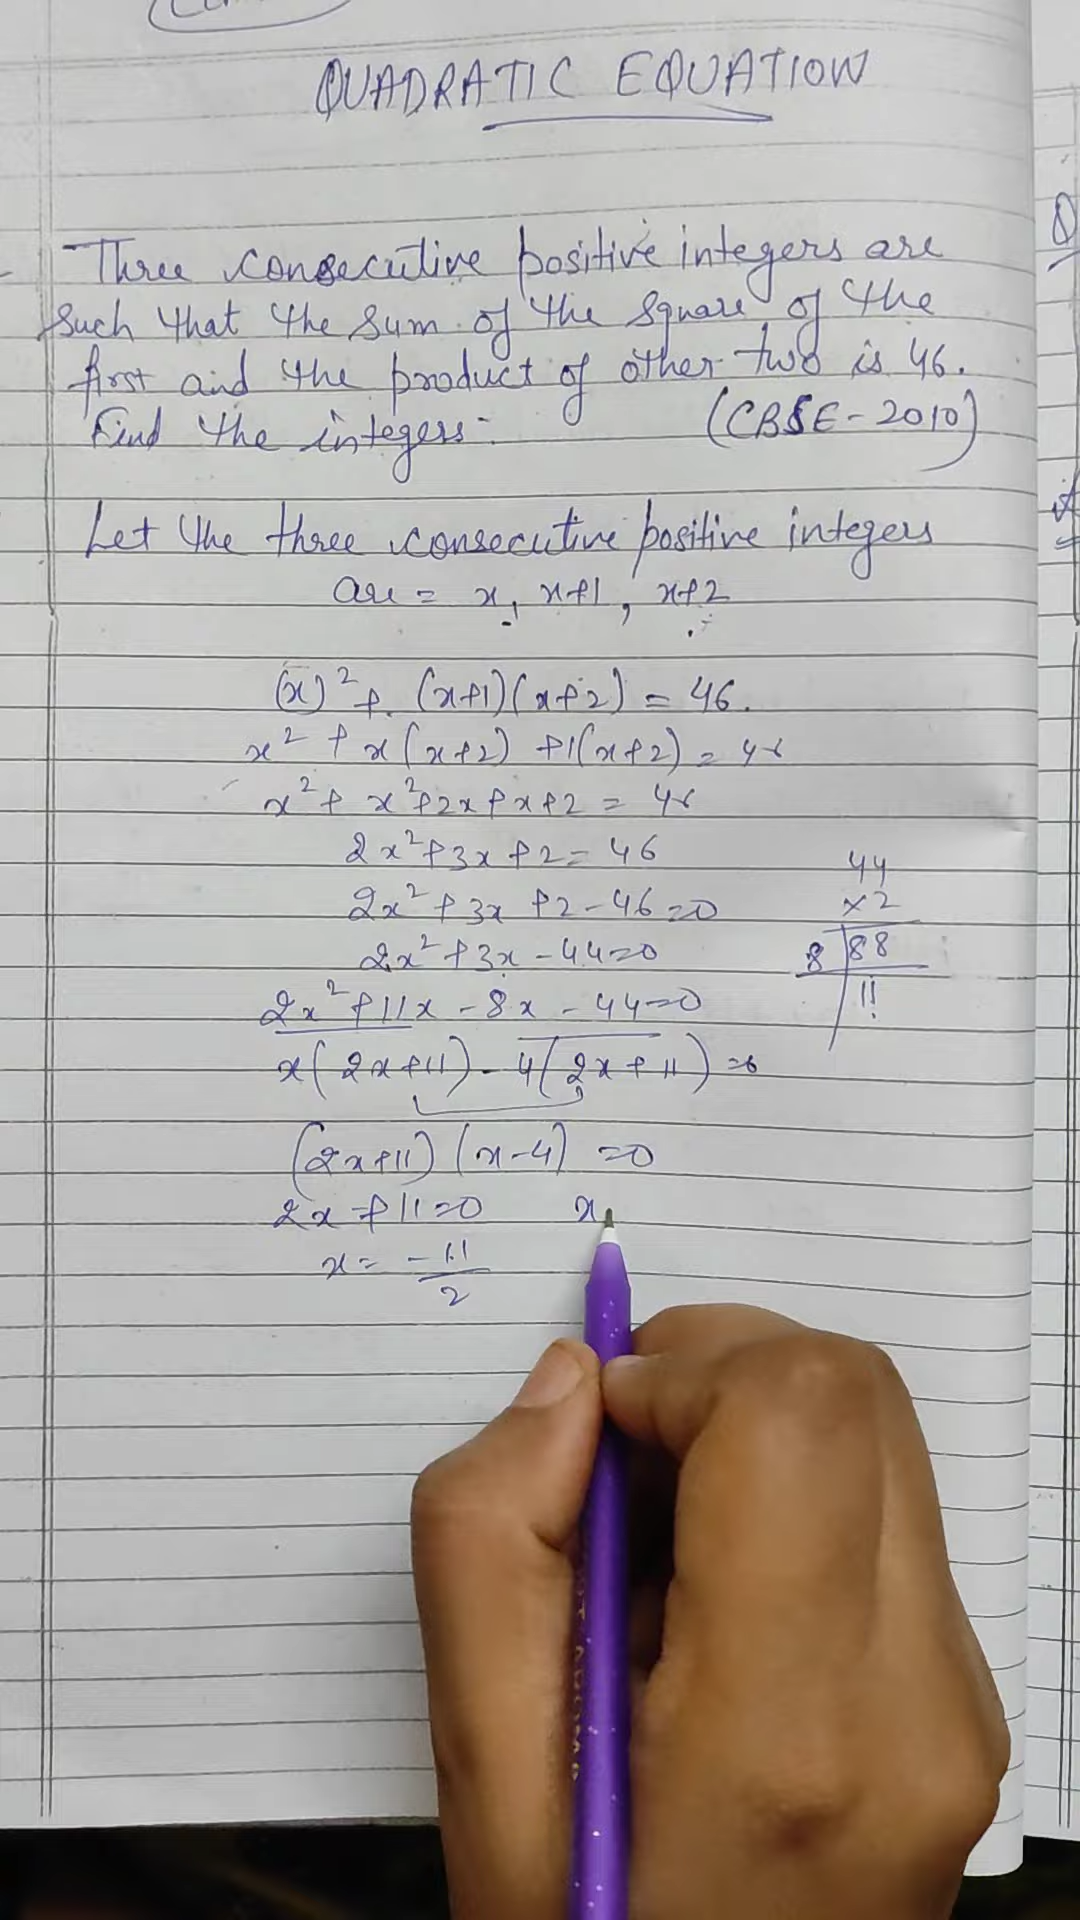 QUADRATIC EQUATION
Three consecutive positive integers are
such that the sum of the square of the
first and the product of other two is 46.
Find the integers:-
(CBSE-2010)
Let the three consecutive positive integers
are = x, x+1, x+2
(x)² + (x+1)(x+2) = 46.
x² + x(x+2) +1(x+2) = 46
x² + x²+2x+x+2 = 46
2x²+3x+2 = 46
2x²+3x+2-46=0
2x²+3x-44=0
2x²+11x-8x-44=0
x(2x+11)-4(2x+11)=0
(2x+11)(x-4)=0
2x+11=0 x
x= -11/2
44
×2
8 88
11
Q